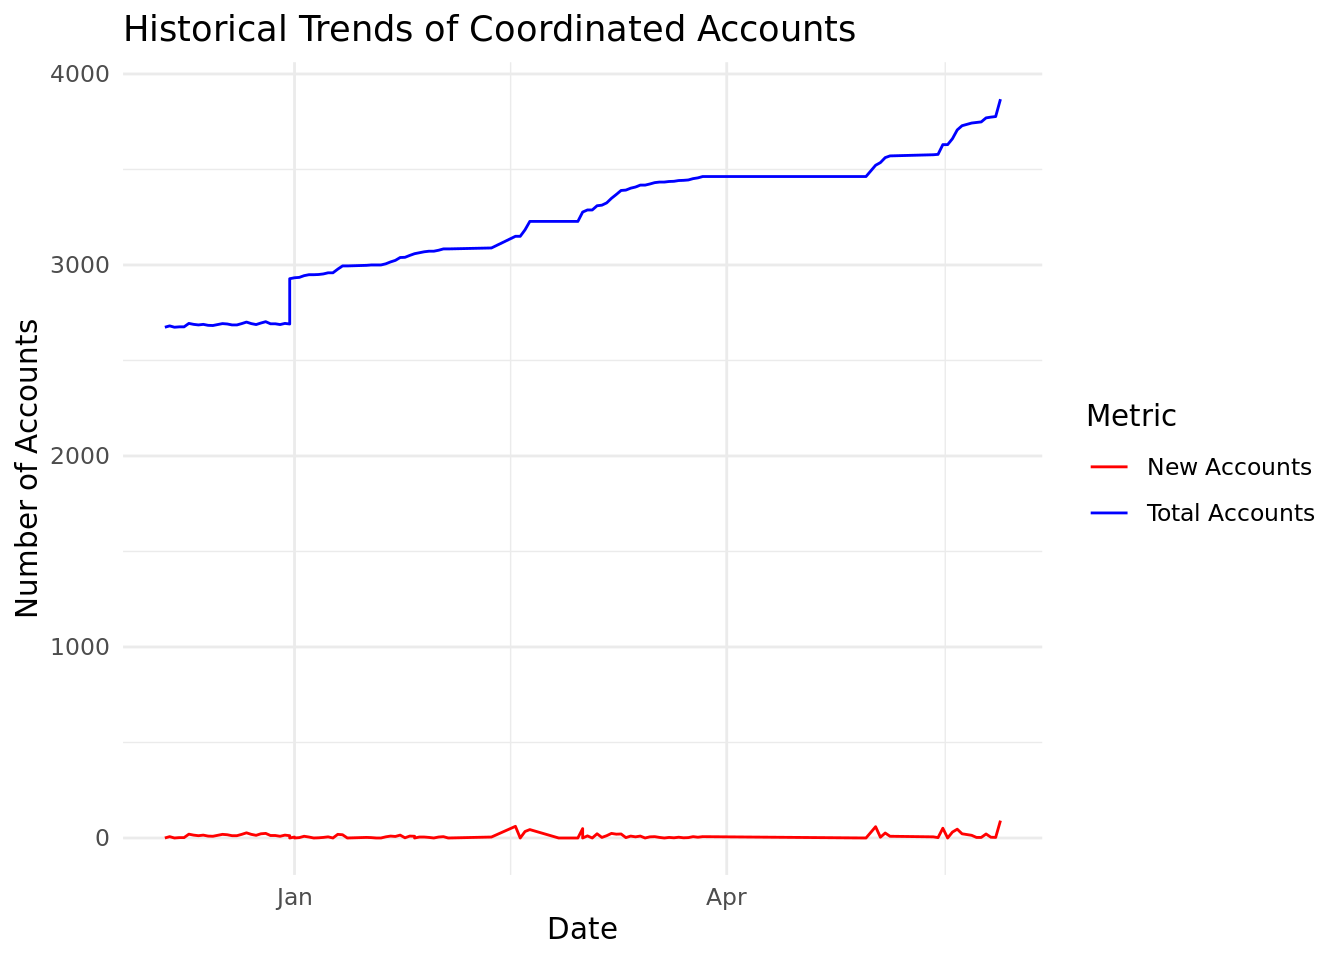 Historical Trends of Coordinated Accounts
4000
3000
2000
1000
0
Number of Accounts
Jan
Apr
Date
Metric
New Accounts
Total Accounts